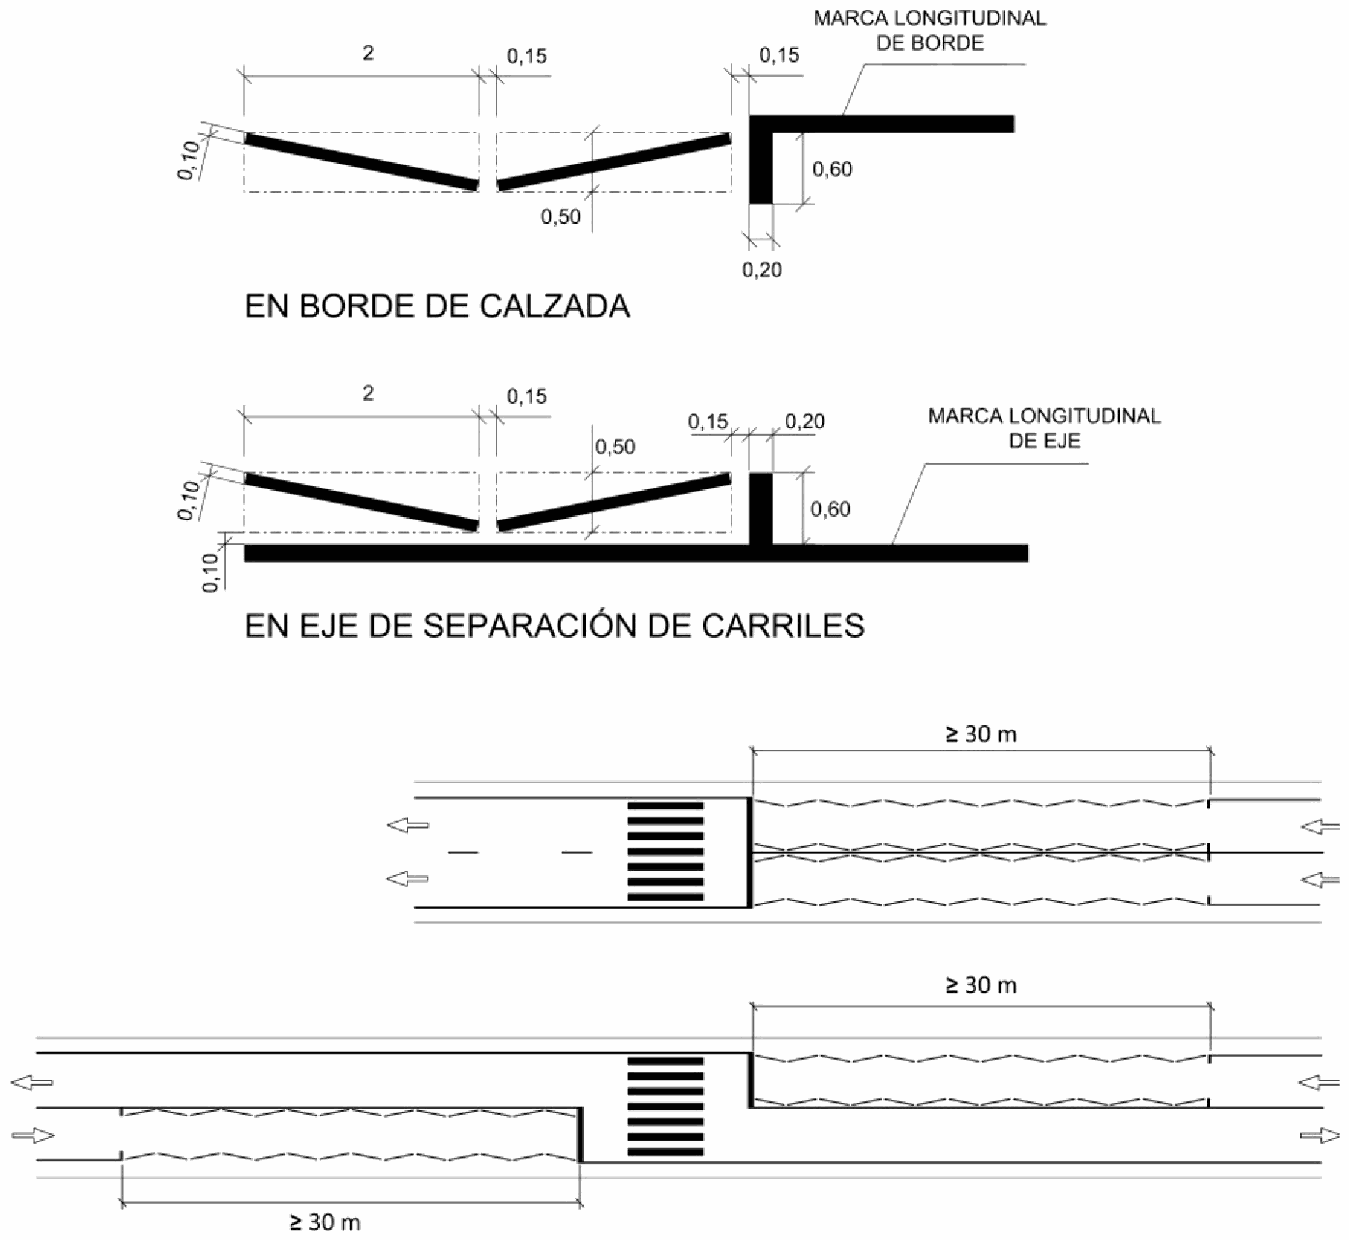 MARCA LONGITUDINAL
DE BORDE
2
0,15
0,15
0,10
0,60
0,50
0,20
EN BORDE DE CALZADA
2
0,15
0,15
0,20
MARCA LONGITUDINAL
DE EJE
0,50
0,10
0,60
0,10
EN EJE DE SEPARACIÓN DE CARRILES
≥ 30 m
≥ 30 m
≥ 30 m